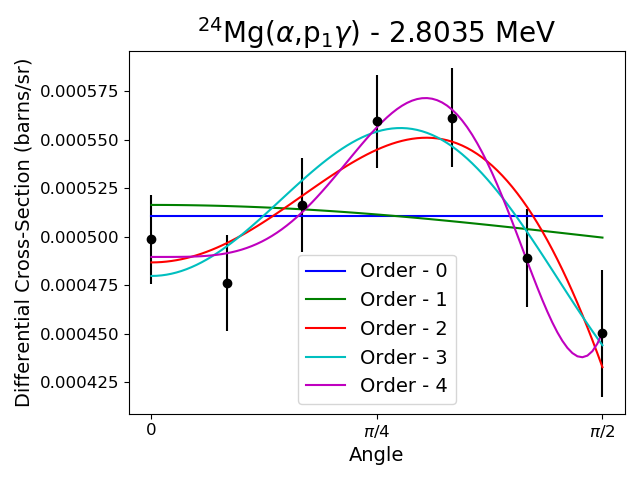 ²⁴Mg(α,p₁γ) - 2.8035 MeV
Differential Cross-Section (barns/sr)
0.000575
0.000550
0.000525
0.000500
0.000475
0.000450
0.000425
Order - 0
Order - 1
Order - 2
Order - 3
Order - 4
0
π/4
π/2
Angle